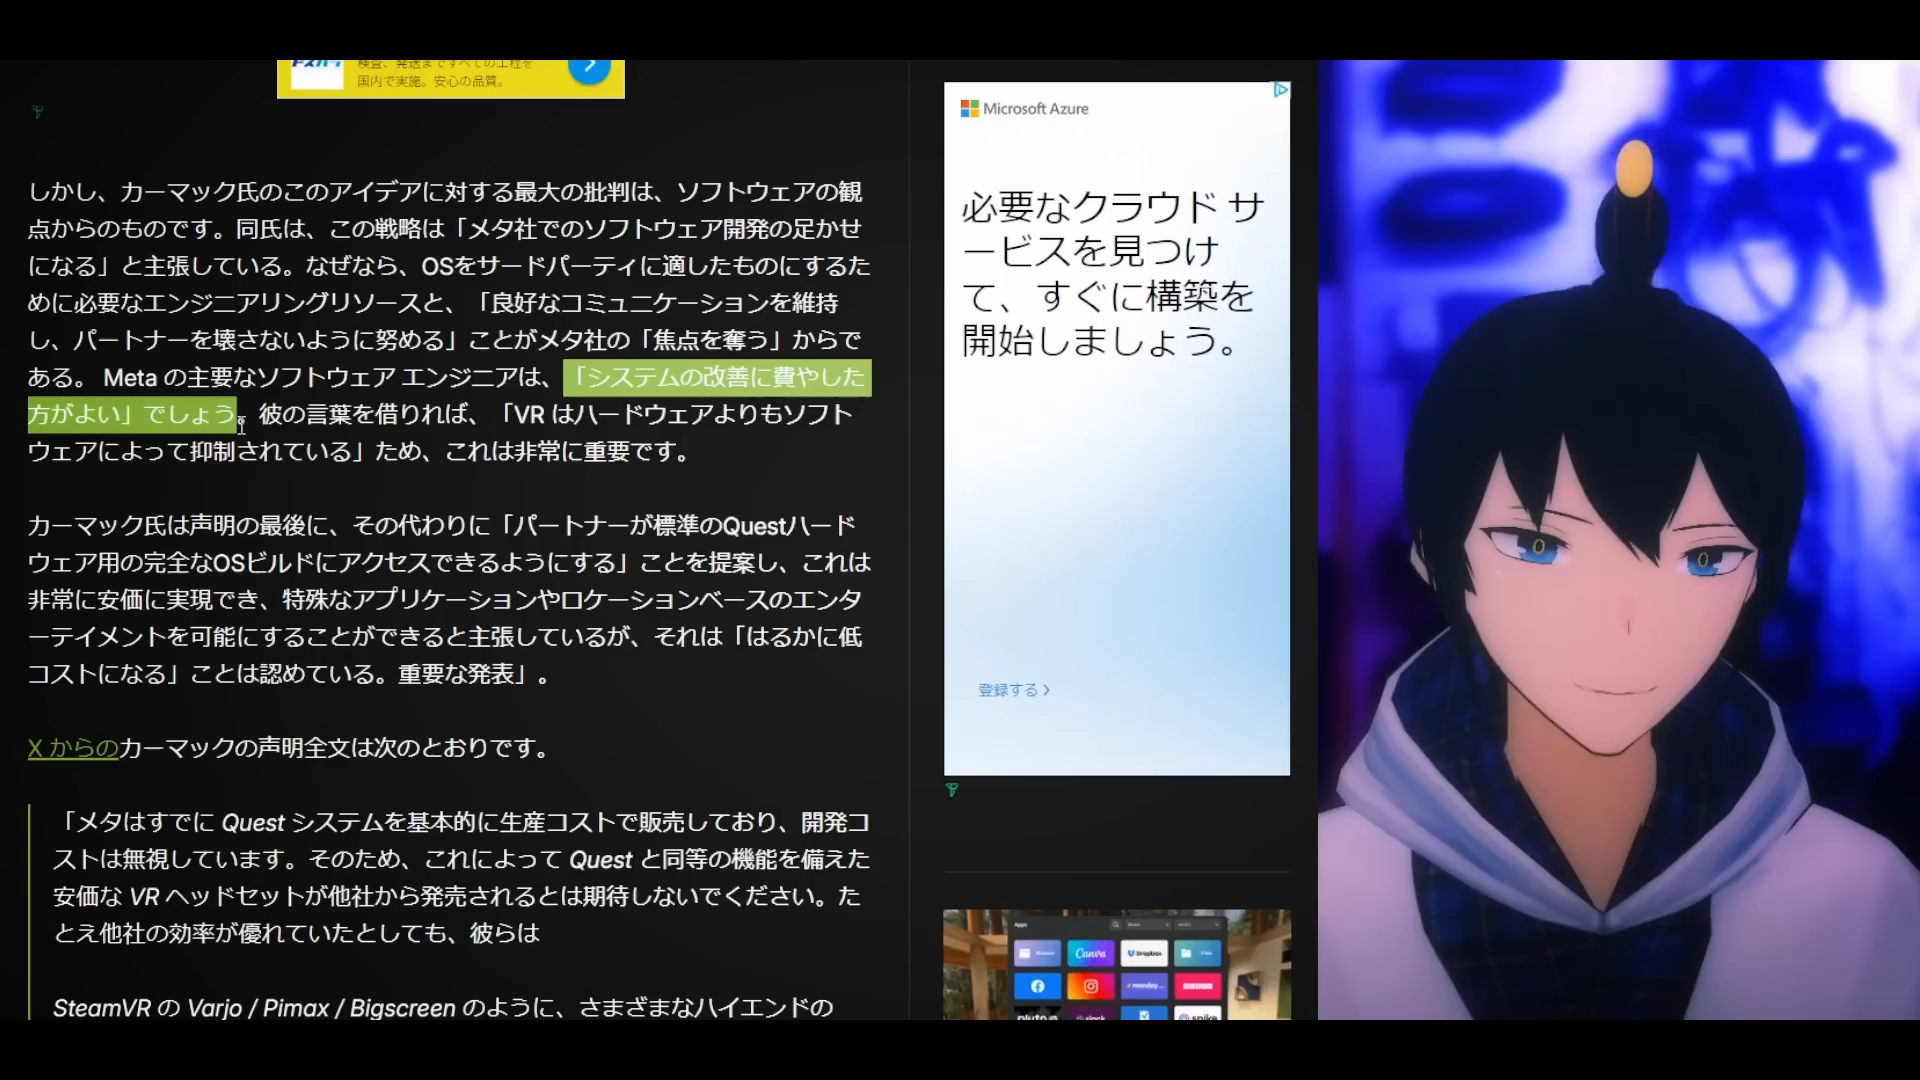 検査、発送まですべての工程を
国内で実施。安心の品質。
しかし、カーマック氏のこのアイデアに対する最大の批判は、ソフトウェアの観
点からのものです。同氏は、この戦略は「メタ社でのソフトウェア開発の足かせ
になる」と主張している。なぜなら、OSをサードパーティに適したものにするた
めに必要なエンジニアリングリソースと、「良好なコミュニケーションを維持
し、パートナーを壊さないように努める」ことがメタ社の「焦点を奪う」からで
ある。 Meta の主要なソフトウェア エンジニアは、「システムの改善に費やした
方がよい」でしょう。彼の言葉を借りれば、「VR はハードウェアよりもソフト
ウェアによって抑制されている」ため、これは非常に重要です。
カーマック氏は声明の最後に、その代わりに「パートナーが標準のQuestハード
ウェア用の完全なOSビルドにアクセスできるようにする」ことを提案し、これは
非常に安価に実現でき、特殊なアプリケーションやロケーションベースのエンタ
ーテイメントを可能にすることができると主張しているが、それは「はるかに低
コストになる」ことは認めている。重要な発表」。
X からのカーマックの声明全文は次のとおりです。
「メタはすでに Quest システムを基本的に生産コストで販売しており、開発コ
ストは無視しています。そのため、これによって Quest と同等の機能を備えた
安価な VR ヘッドセットが他社から発売されるとは期待しないでください。た
とえ他社の効率が優れていたとしても、彼らは
SteamVR の Varjo / Pimax / Bigscreen のように、さまざまなハイエンドの
Microsoft Azure
必要なクラウド サ
ービスを見つけ
て、すぐに構築を
開始しましょう。
登録する
Apps
Canva
Dropbox
Files
monday...
pluto
slack
spike